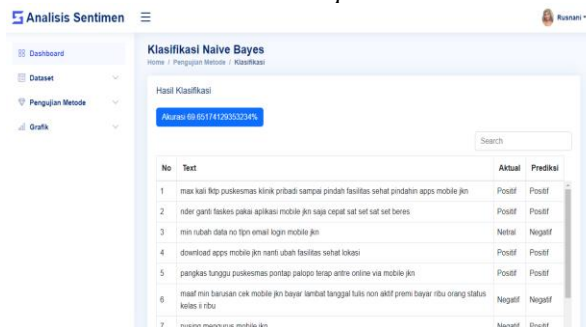 Analisis Sentimen
Rusnani
Dashboard
Dataset
Pengujian Metode
Grafik
Klasifikasi Naive Bayes
Home / Pengujian Metode / Klasifikasi
Hasil Klasifikasi
Akurasi 69.65174129353234%
Search
No Text Aktual Prediksi
1 max kali fktp puskesmas klinik pribadi sampai pindah fasilitas sehat pindahin apps mobile jkn Positif Positif
2 nder ganti faskes pakai aplikasi mobile jkn saja cepat sat set sat set beres Positif Positif
3 min rubah data no tlpn email login mobile jkn Netral Negatif
4 download apps mobile jkn nanti ubah fasilitas sehat lokasi Positif Positif
5 pangkas tunggu puskesmas pontap palopo terap antre online via mobile jkn Positif Positif
6 maaf min barusan cek mobile jkn bayar lambat tanggal tulis non aktif premi bayar ribu orang status
kelas ii ribu Negatif Negatif
7 pusing mengurus mobile jkn Negatif Positif